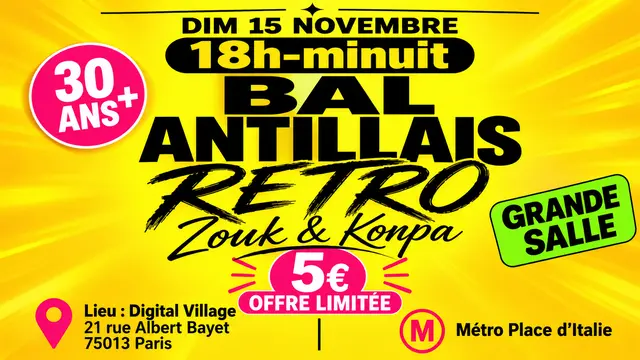 DIM 15 NOVEMBRE
18h-minuit
30
ANS+
BAL
ANTILLAIS
RETRO
Zouk & Konpa
GRANDE
SALLE
5€
OFFRE LIMITÉE
Lieu : Digital Village
21 rue Albert Bayet
75013 Paris
M
Métro Place d'Italie